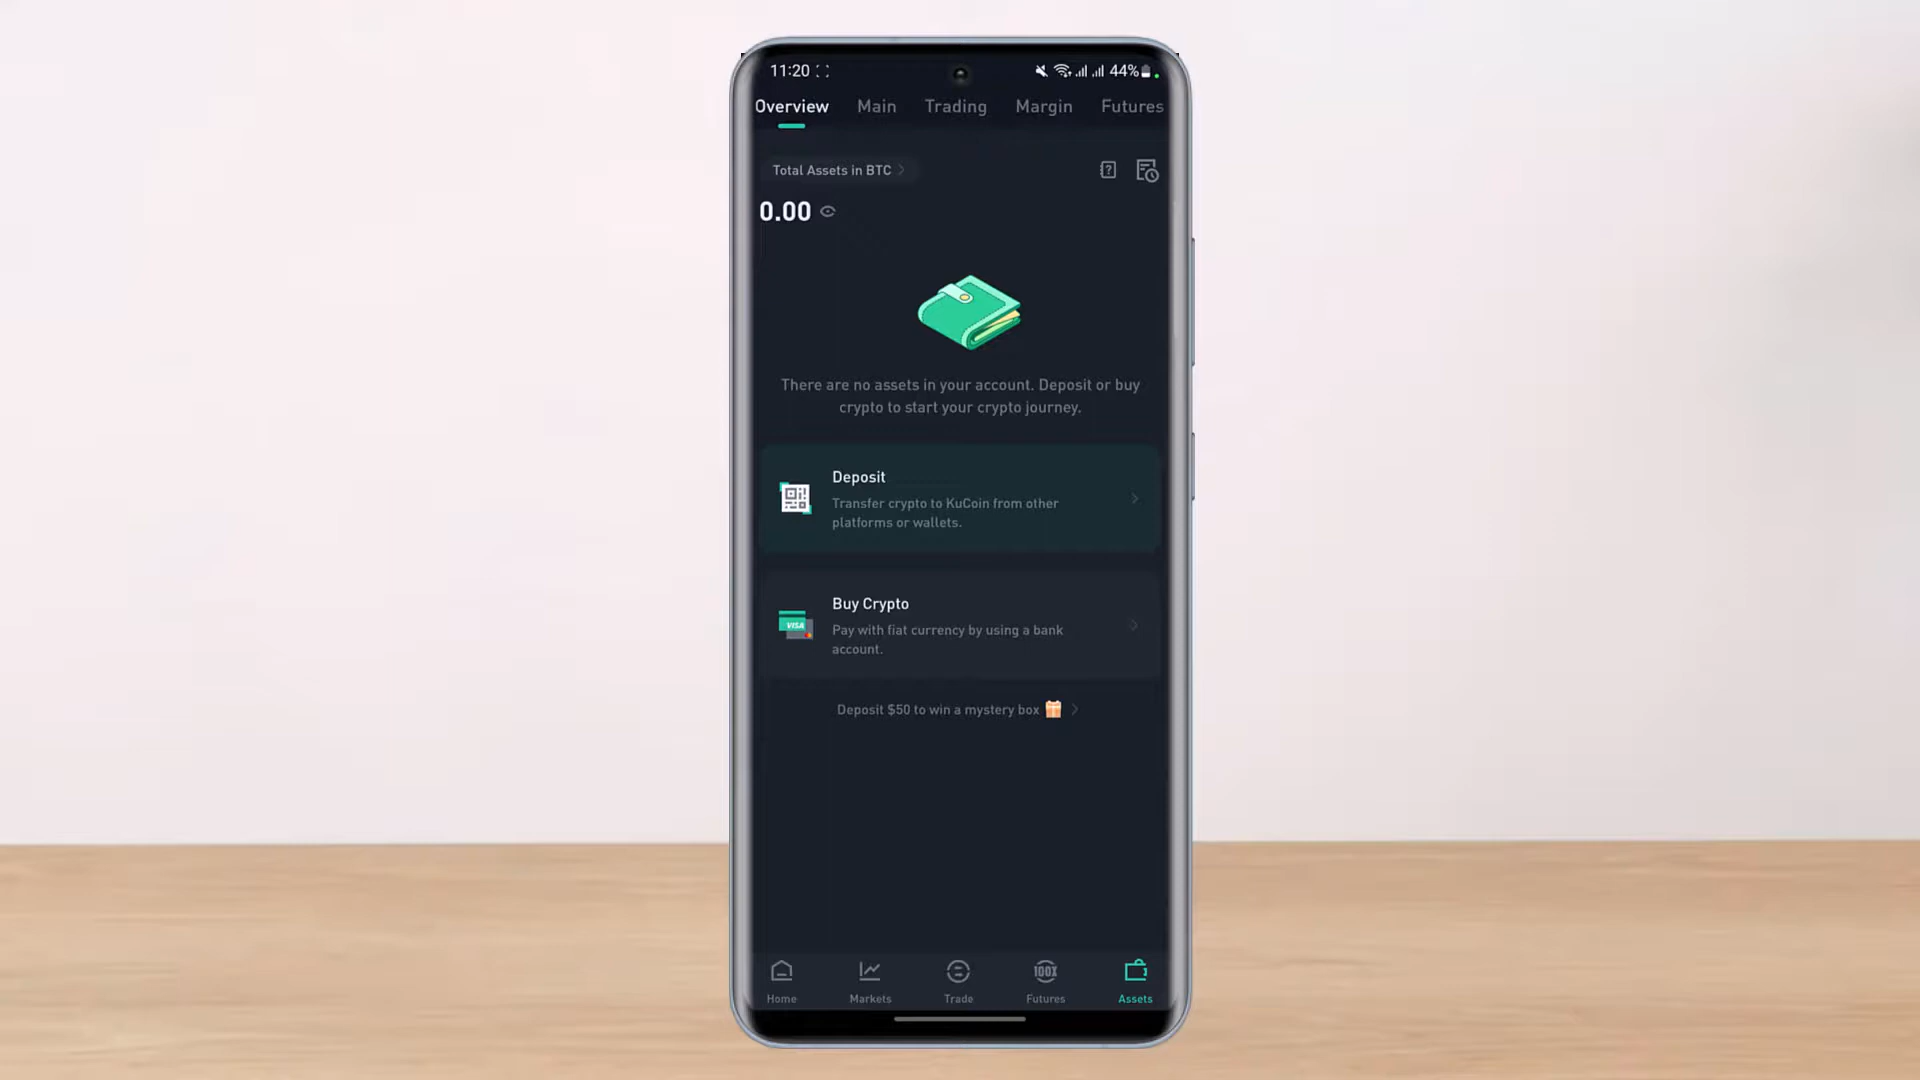 11:20
44%
Overview Main Trading Margin Futures
Total Assets in BTC
0.00
There are no assets in your account. Deposit or buy
crypto to start your crypto journey.
Deposit
Transfer crypto to KuCoin from other
platforms or wallets.
Buy Crypto
VISA
Pay with fiat currency by using a bank
account.
Deposit $50 to win a mystery box
100X
Home Markets Trade Futures Assets